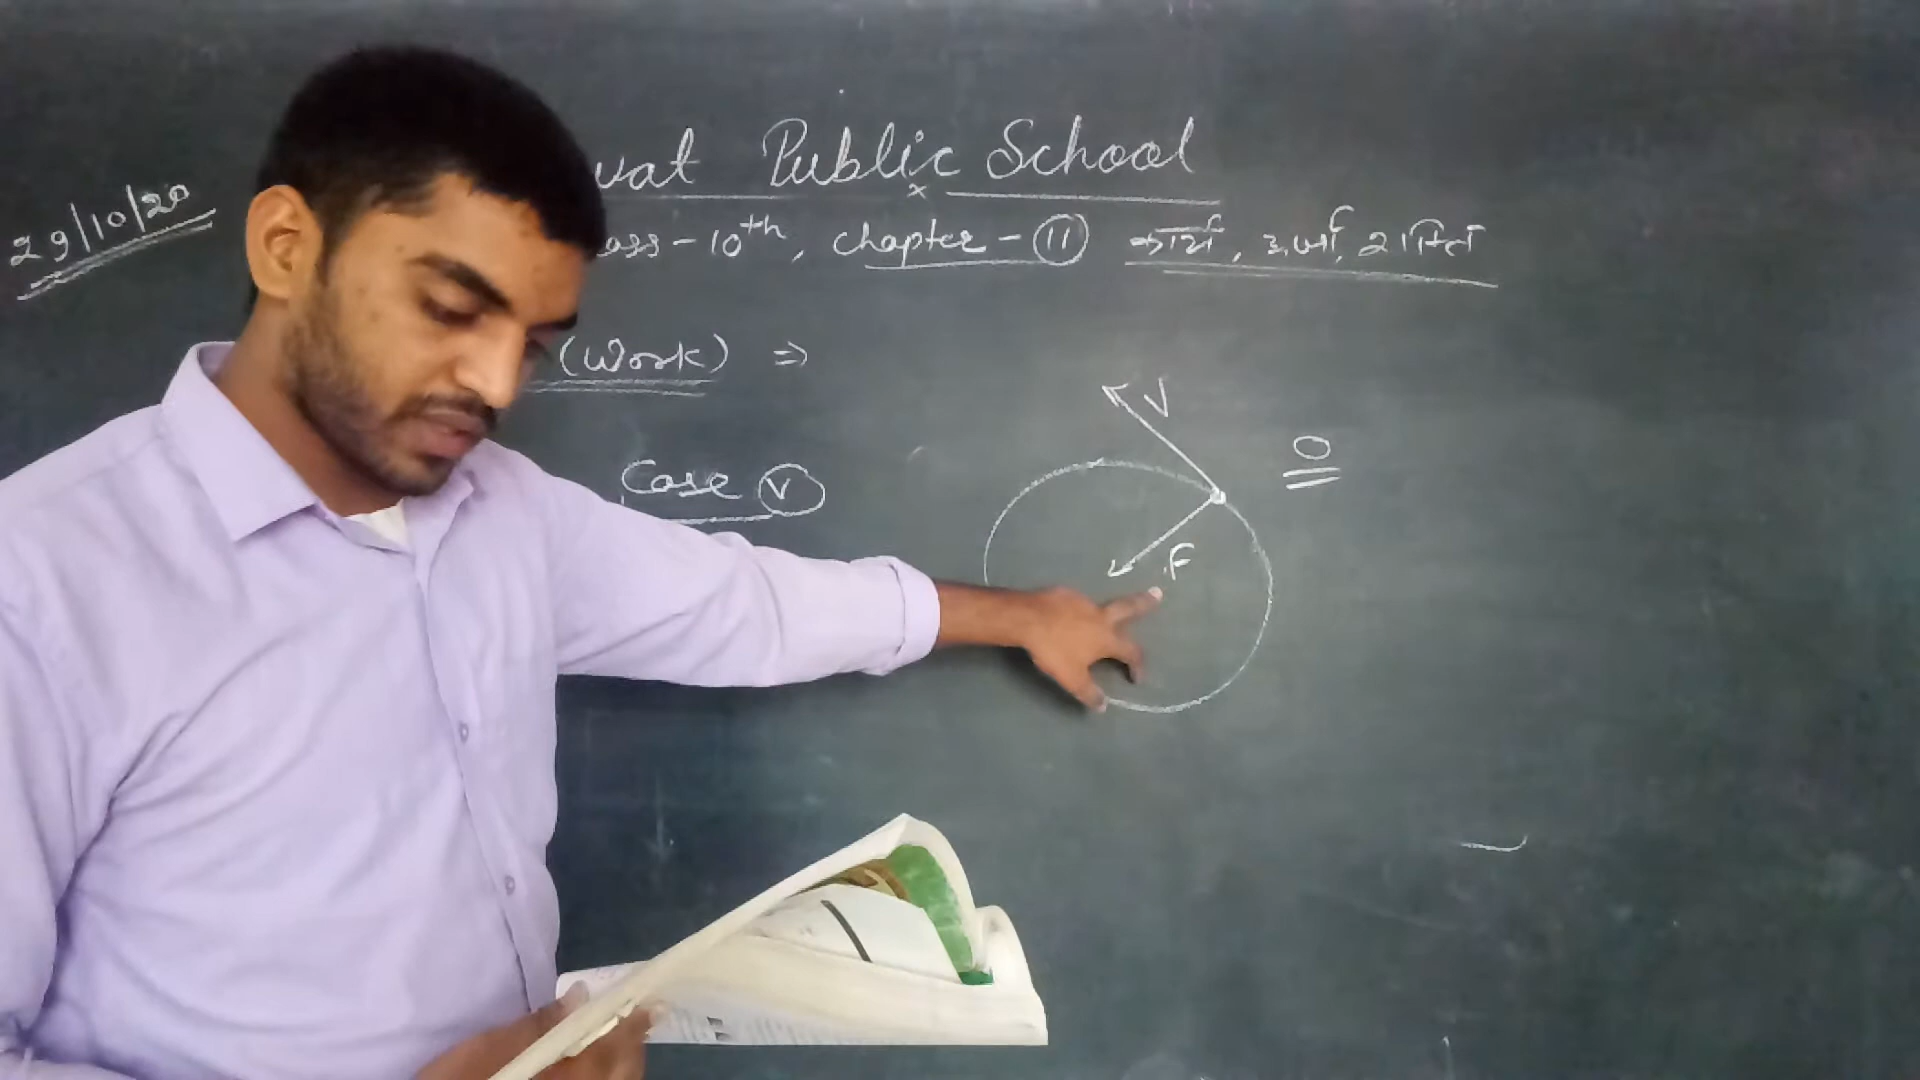 vat Public School
29/10/20
ass-10th, chapter-11 कार्य, ऊर्जा, शक्ति
(Work) ⇒
V
0
Case V
F